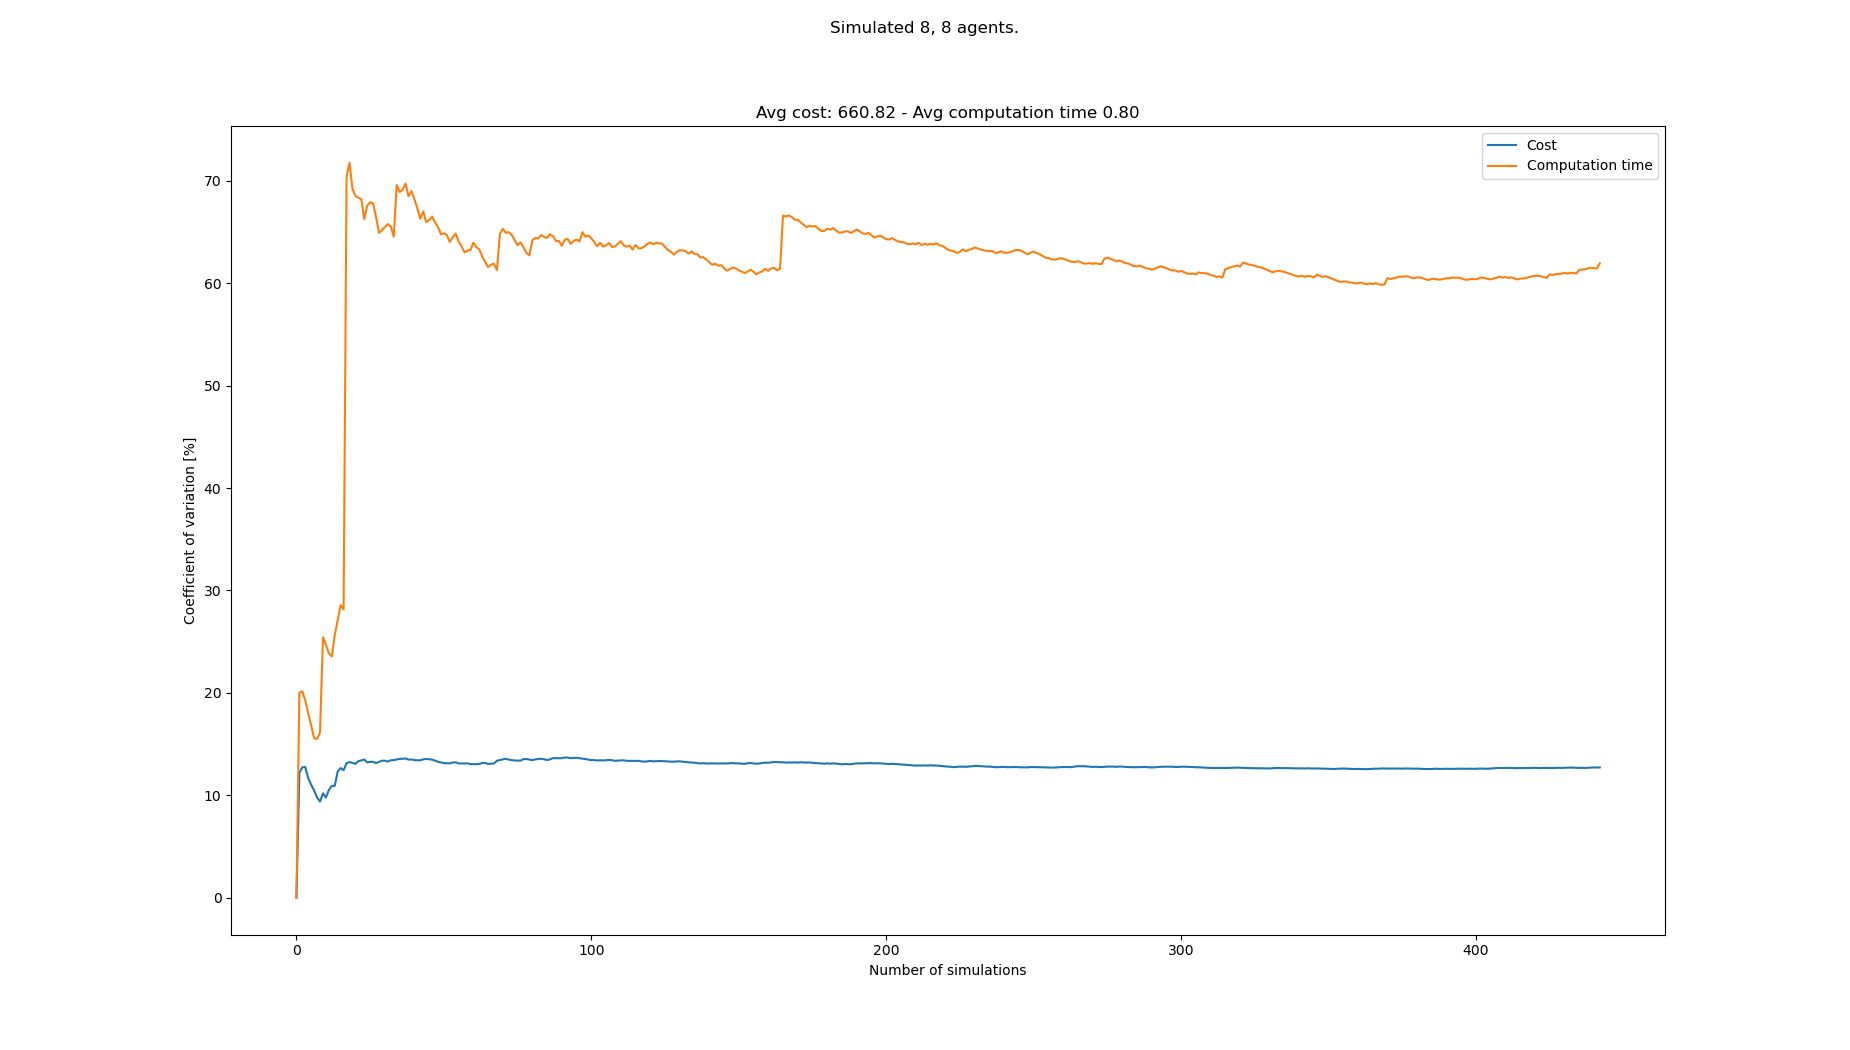 Simulated 8, 8 agents.
Avg cost: 660.82 - Avg computation time 0.80
Cost
Computation time
70
60
50
40
30
20
10
0
Coefficient of variation [%]
0 100 200 300 400
Number of simulations